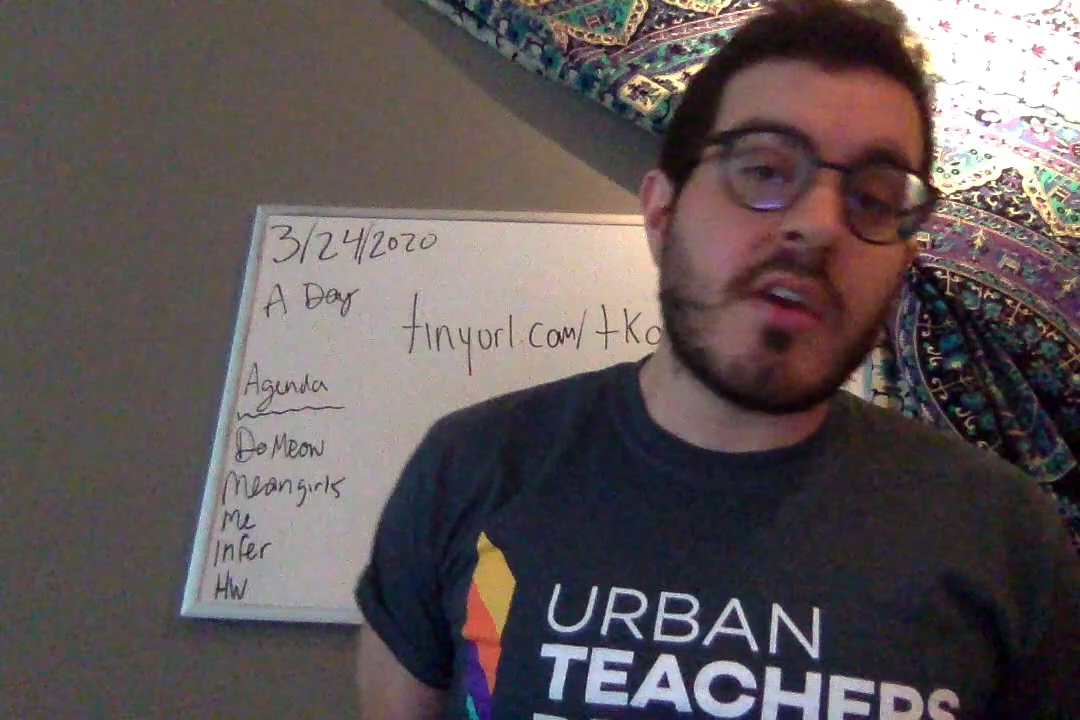 3/24/2020
A Day
tinyurl.com/tko
Agenda
Do Meow
Meangirls
Me
Infer
HW
URBAN
TEACHERS